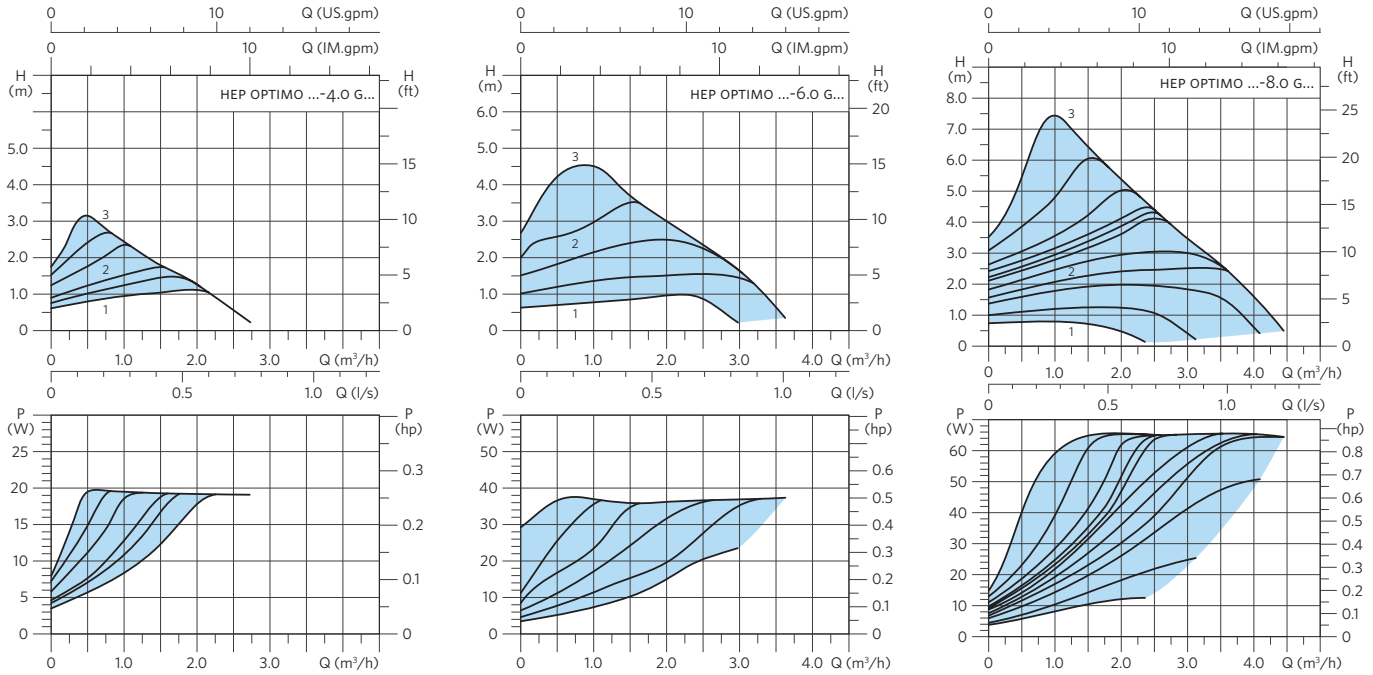 0 10 Q (US.gpm)
0 10 Q (IM.gpm)
H (m) H (ft)
HEP OPTIMO ...-4.0 G...
5.0 15
4.0
3.0 3 10
2.0 2 5
1.0 1
0 0
0 1.0 2.0 3.0 Q (m³/h)
0 0.5 1.0 Q (l/s)
P (W) P (hp)
25 0.3
20
15 0.2
10 0.1
5
0 0
0 1.0 2.0 3.0 Q (m³/h)
0 10 Q (US.gpm)
0 10 Q (IM.gpm)
H (m) H (ft)
HEP OPTIMO ...-6.0 G...
6.0 20
5.0 15
4.0 3
3.0 10
2.0 2 5
1.0 1
0 0
0 1.0 2.0 3.0 4.0 Q (m³/h)
0 0.5 1.0 Q (l/s)
P (W) P (hp)
50 0.6
40 0.5
30 0.4
20 0.3
0.2
10 0.1
0 0
0 1.0 2.0 3.0 4.0 Q (m³/h)
0 10 Q (US.gpm)
0 10 Q (IM.gpm)
H (m) H (ft)
HEP OPTIMO ...-8.0 G...
8.0 25
7.0 3
6.0 20
5.0 15
4.0
3.0 10
2.0 2 5
1.0 1
0 0
0 1.0 2.0 3.0 4.0 Q (m³/h)
0 0.5 1.0 Q (l/s)
P (W) P (hp)
60 0.8
50 0.7
0.6
40 0.5
30 0.4
0.3
20 0.2
10 0.1
0 0
0 1.0 2.0 3.0 4.0 Q (m³/h)